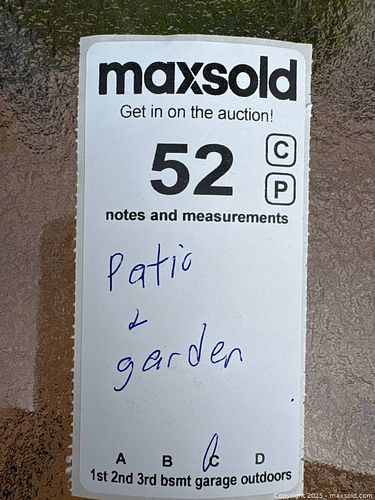 maxsold
Get in on the auction!
52
C
P
notes and measurements
Patio
&
garden
A B C D
1st 2nd 3rd bsmt garage outdoors
Copyright 2025 - maxsold.com